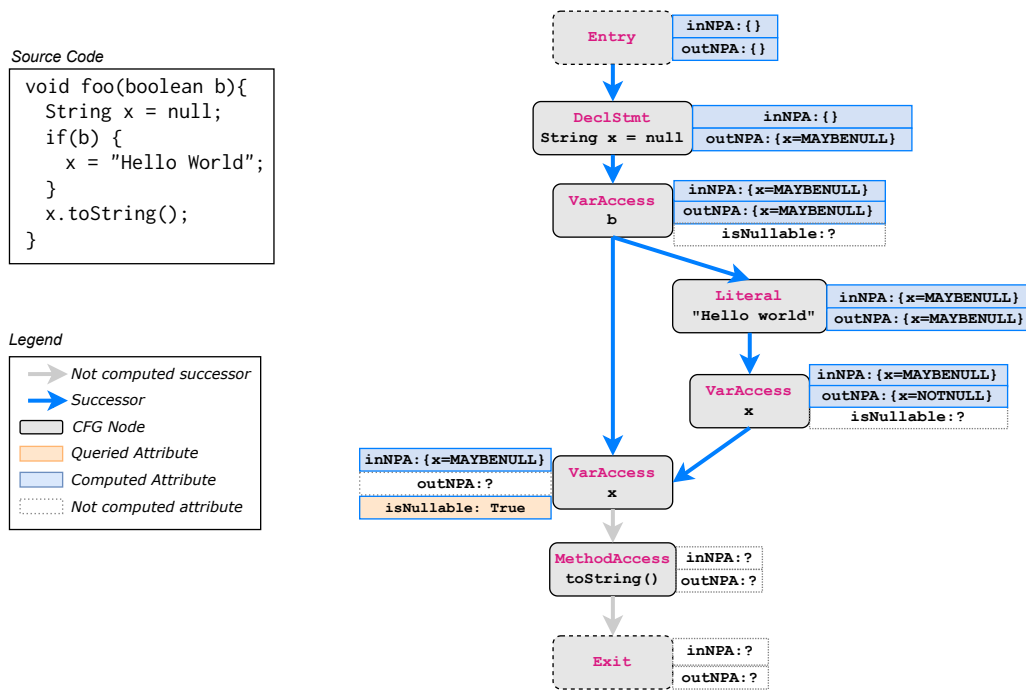 Source Code
void foo(boolean b){
String x = null;
if(b) {
x = "Hello World";
}
x.toString();
}
Legend
Not computed successor
Successor
CFG Node
Queried Attribute
Computed Attribute
Not computed attribute
Entry
inNPA:{}
outNPA:{}
DeclStmt
String x = null
inNPA:{}
outNPA:{x=MAYBENULL}
VarAccess
b
inNPA:{x=MAYBENULL}
outNPA:{x=MAYBENULL}
isNullable:?
Literal
"Hello world"
inNPA:{x=MAYBENULL}
outNPA:{x=MAYBENULL}
VarAccess
x
inNPA:{x=MAYBENULL}
outNPA:{x=NOTNULL}
isNullable:?
inNPA:{x=MAYBENULL}
outNPA:?
isNullable: True
VarAccess
x
MethodAccess
toString()
inNPA:?
outNPA:?
Exit
inNPA:?
outNPA:?